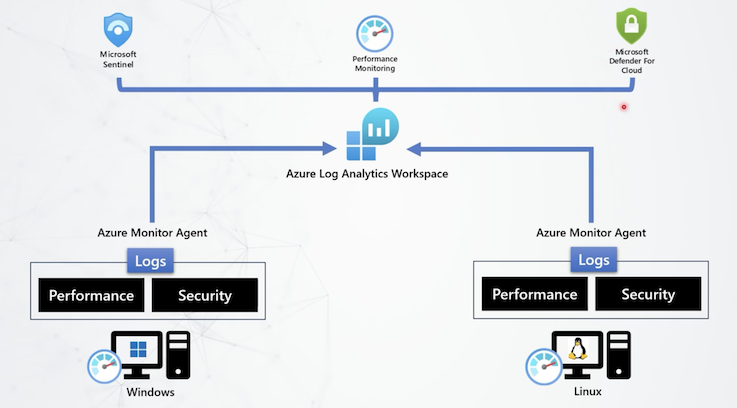 Microsoft
Sentinel
Performance
Monitoring
Microsoft
Defender For
Cloud
Azure Log Analytics Workspace
Azure Monitor Agent
Logs
Performance
Security
Windows
Azure Monitor Agent
Logs
Performance
Security
Linux